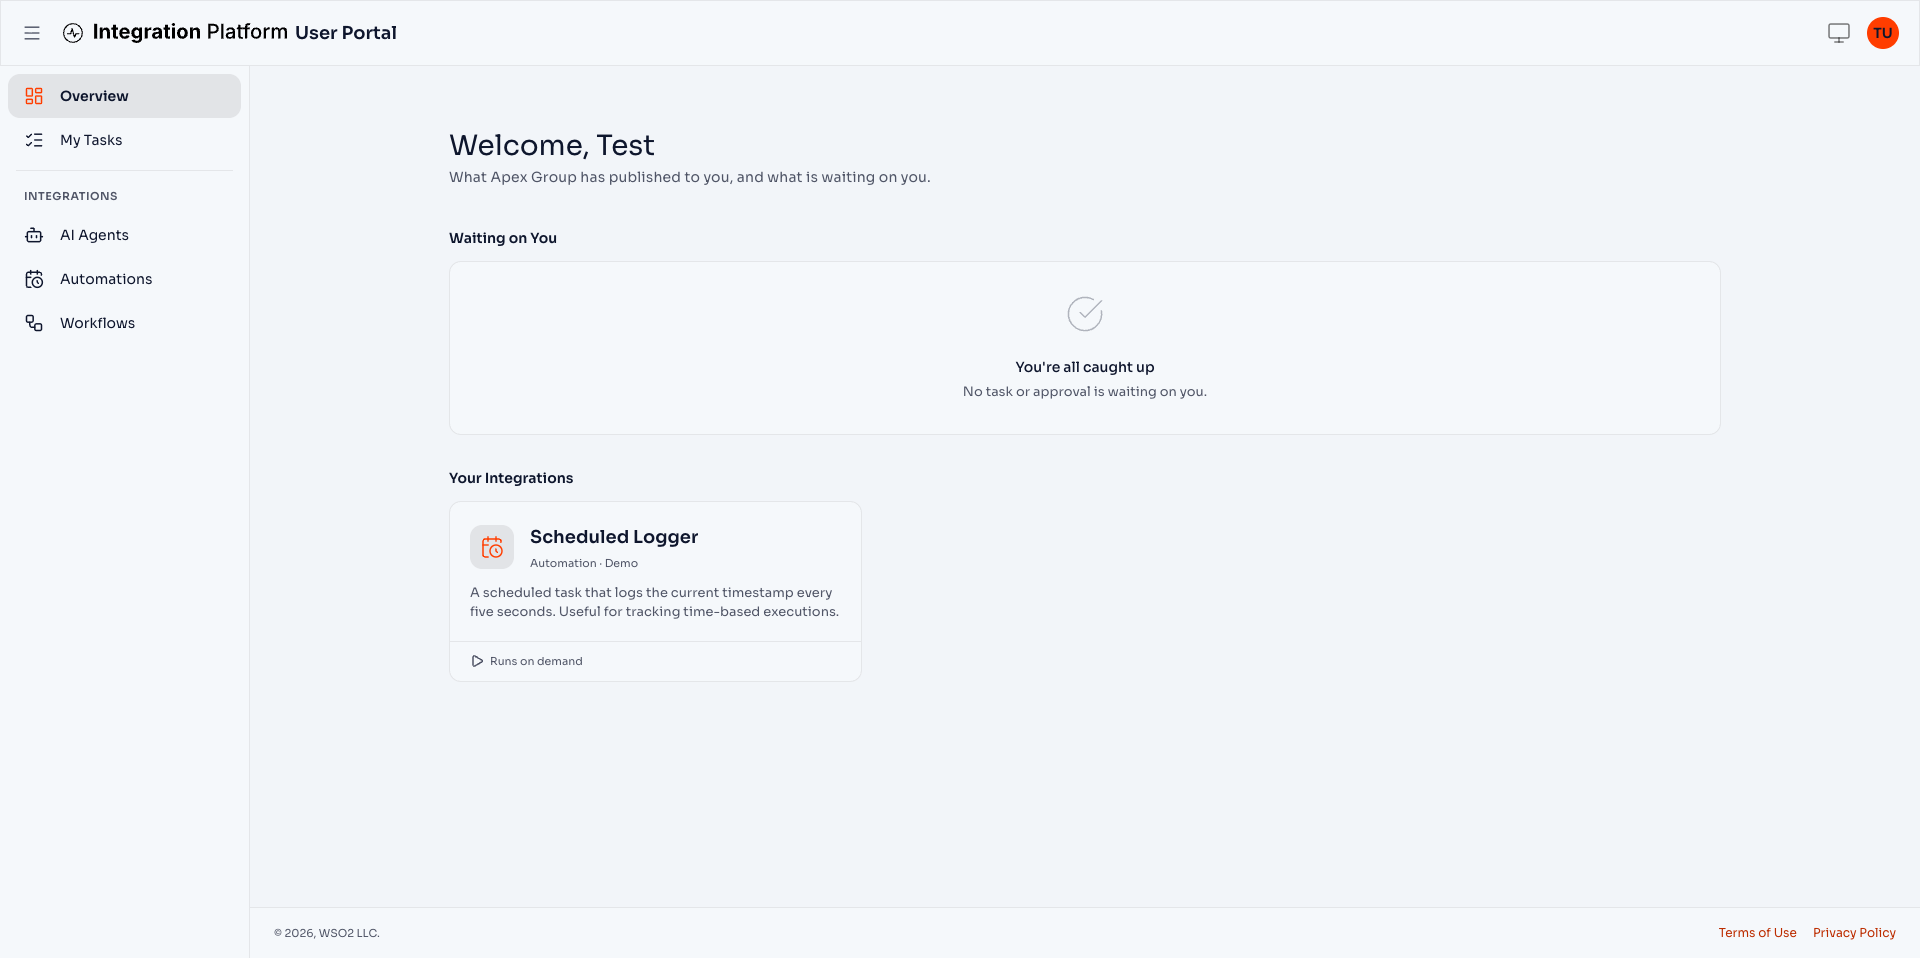 Integration Platform User Portal
TU
Overview
My Tasks
INTEGRATIONS
AI Agents
Automations
Workflows
Welcome, Test
What Apex Group has published to you, and what is waiting on you.
Waiting on You
You're all caught up
No task or approval is waiting on you.
Your Integrations
Scheduled Logger
Automation · Demo
A scheduled task that logs the current timestamp every
five seconds. Useful for tracking time-based executions.
Runs on demand
© 2026, WSO2 LLC.
Terms of Use
Privacy Policy